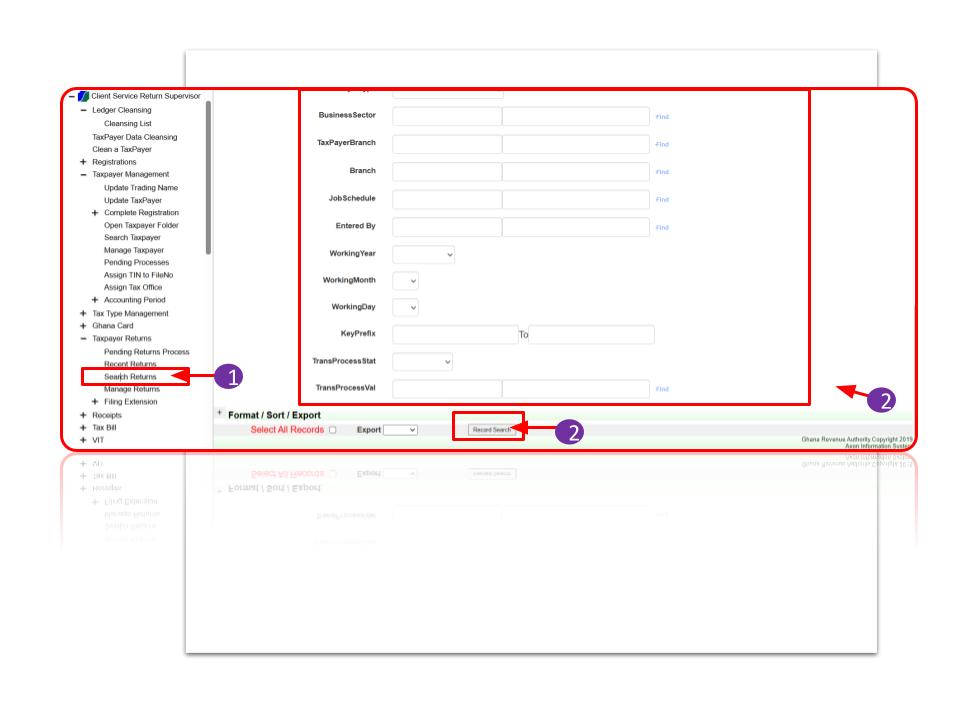 Client Service Return Supervisor
Ledger Cleansing
Cleansing List
TaxPayer Data Cleansing
Clean a TaxPayer
Registrations
Taxpayer Management
Update Trading Name
Update TaxPayer
Complete Registration
Open Taxpayer Folder
Search Taxpayer
Manage Taxpayer
Pending Processes
Assign TIN to FileNo
Assign Tax Office
Accounting Period
Tax Type Management
Ghana Card
Taxpayer Returns
Pending Returns Process
Recent Returns
Search Returns
Manage Returns
Filing Extension
Receipts
Tax Bill
VIT
1
BusinessSector Find
TaxPayerBranch Find
Branch Find
JobSchedule Find
Entered By Find
WorkingYear
WorkingMonth
WorkingDay
KeyPrefix To
TransProcessStat
TransProcessVal Find
2
+ Format / Sort / Export
Select All Records Export Record Search
2
Ghana Revenue Authority Copyright 2019
Axon Information System